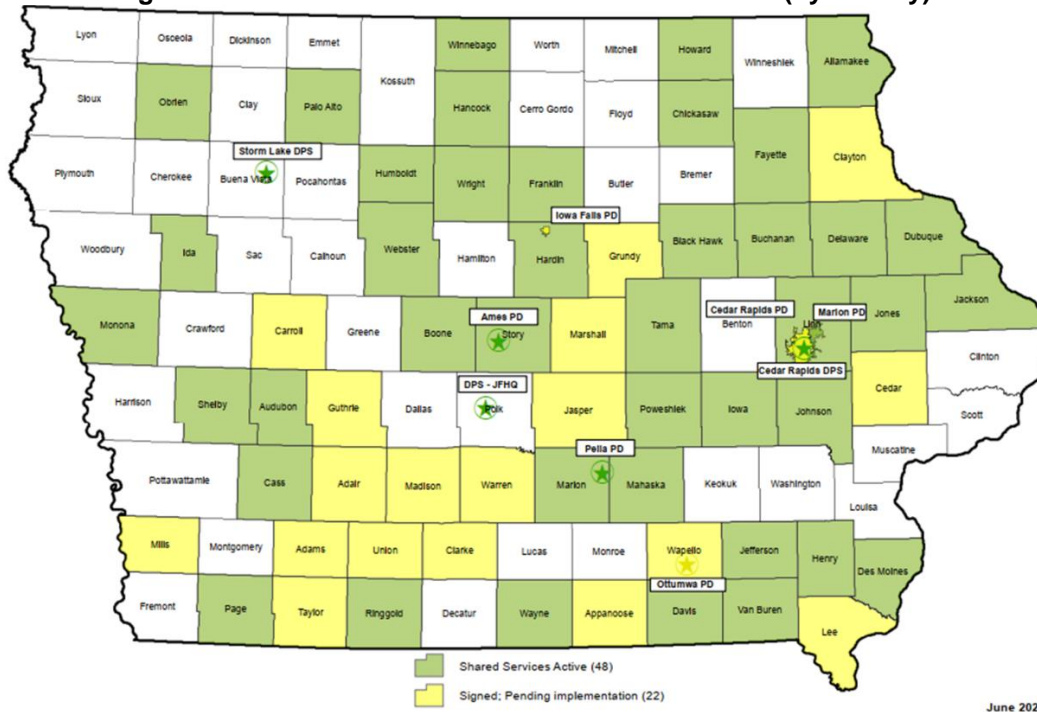 Lyon
Osceola
Dickinson
Emmet
Kossuth
Winnebago
Worth
Mitchell
Howard
Winneshiek
Allamakee
Sioux
Obrien
Clay
Palo Alto
Hancock
Cerro Gordo
Floyd
Chickasaw
Fayette
Clayton
Storm Lake DPS
Plymouth
Cherokee
Buena Vista
Pocahontas
Humboldt
Wright
Franklin
Butler
Bremer
Iowa Falls PD
Woodbury
Ida
Sac
Calhoun
Webster
Hamilton
Hardin
Grundy
Black Hawk
Buchanan
Delaware
Dubuque
Monona
Crawford
Carroll
Greene
Boone
Ames PD
Story
Marshall
Tama
Benton
Cedar Rapids PD
Marion PD
Linn
Cedar Rapids DPS
Jones
Jackson
Clinton
Harrison
Shelby
Audubon
Guthrie
Dallas
DPS - JFHQ
Polk
Jasper
Poweshiek
Iowa
Johnson
Cedar
Scott
Muscatine
Pottawattamie
Cass
Adair
Madison
Warren
Pella PD
Marion
Mahaska
Keokuk
Washington
Louisa
Mills
Montgomery
Adams
Union
Clarke
Lucas
Monroe
Wapello
Ottumwa PD
Jefferson
Henry
Des Moines
Fremont
Page
Taylor
Ringgold
Decatur
Wayne
Appanoose
Davis
Van Buren
Lee
Shared Services Active (48)
Signed; Pending implementation (22)
June